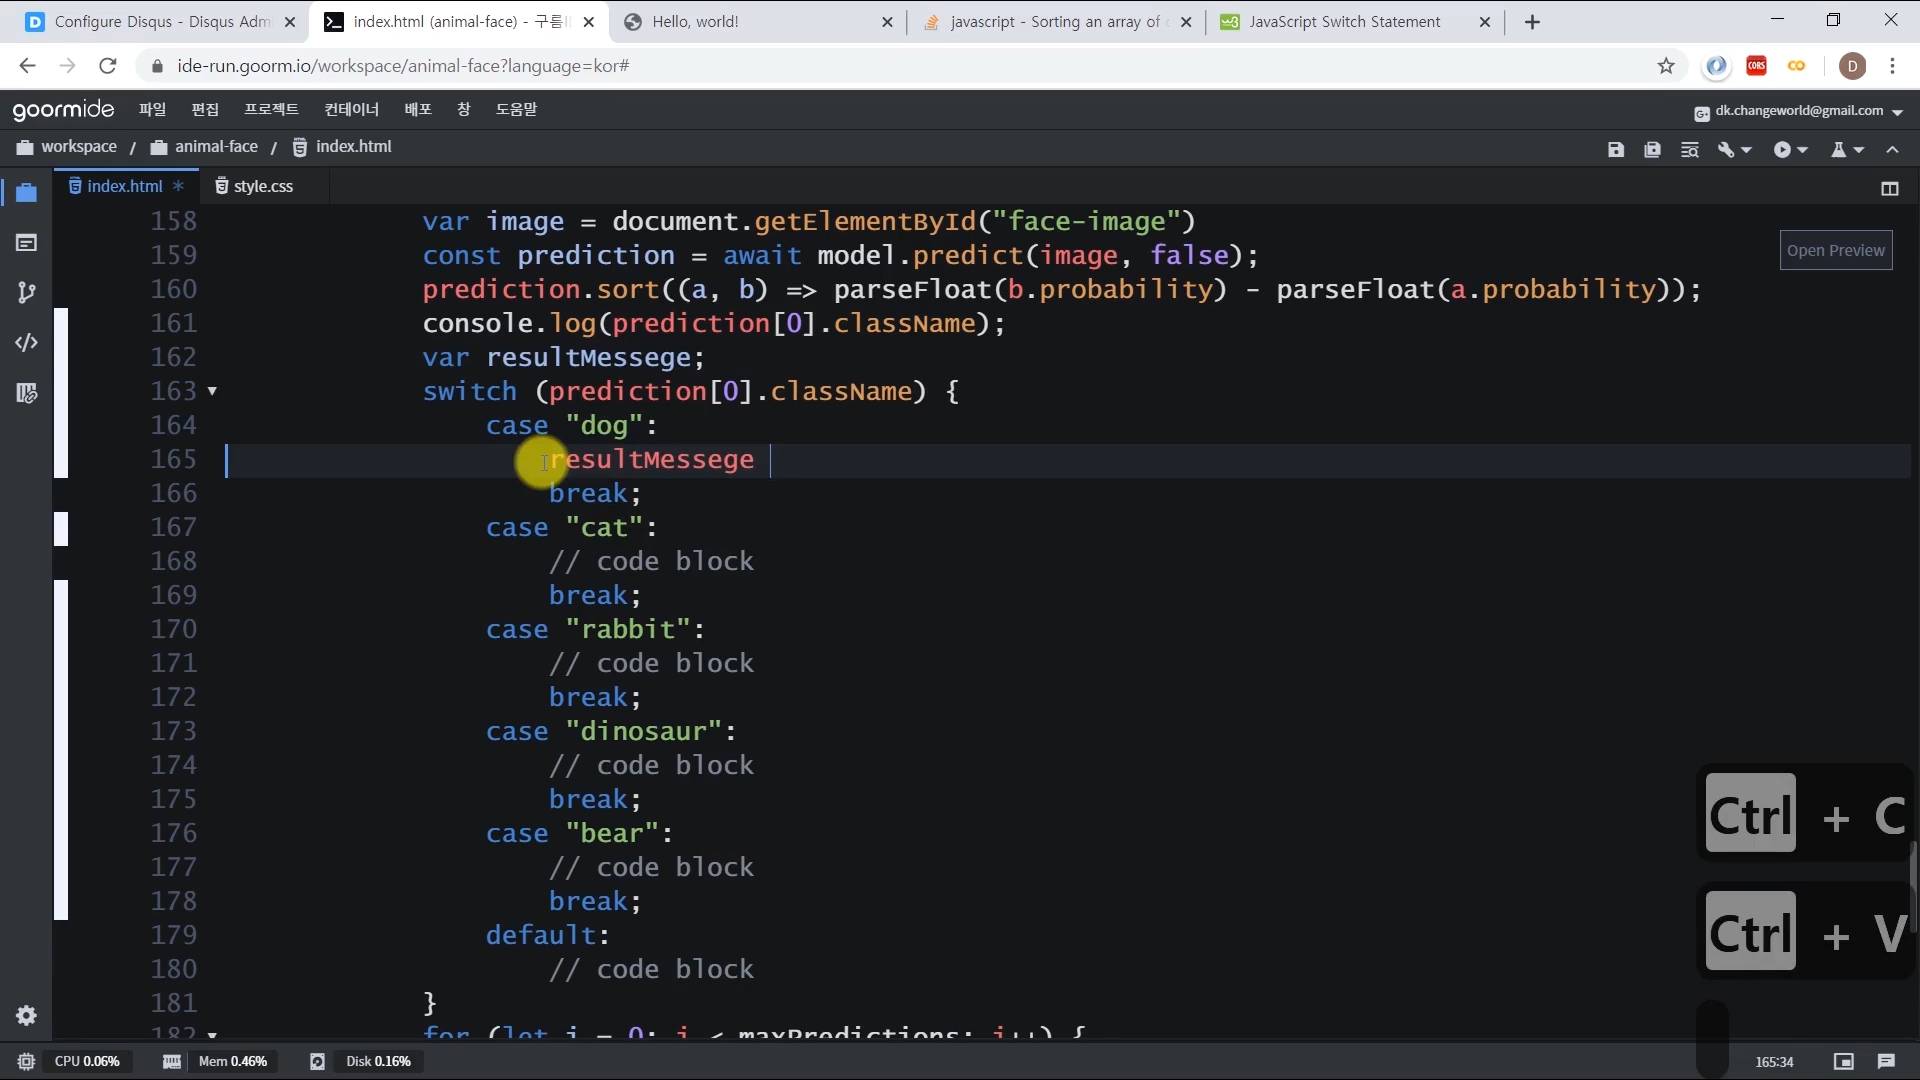 Configure Disqus - Disqus Adm
index.html (animal-face) - 구름I
Hello, world!
javascript - Sorting an array of
JavaScript Switch Statement
ide-run.goorm.io/workspace/animal-face?language=kor#
CORS
CO
D
goormide 파일 편집 프로젝트 컨테이너 배포 창 도움말
G+ dk.changeworld@gmail.com
workspace / animal-face / index.html
index.html * style.css
Open Preview
158 var image = document.getElementById("face-image")
159 const prediction = await model.predict(image, false);
160 prediction.sort((a, b) => parseFloat(b.probability) - parseFloat(a.probability));
161 console.log(prediction[0].className);
162 var resultMessege;
163 switch (prediction[0].className) {
164 case "dog":
165 resultMessege
166 break;
167 case "cat":
168 // code block
169 break;
170 case "rabbit":
171 // code block
172 break;
173 case "dinosaur":
174 // code block
175 break;
176 case "bear":
177 // code block
178 break;
179 default:
180 // code block
181 }
182 for (let i = 0; i < maxPredictions; i++) {
Ctrl + C
Ctrl + V
CPU 0.06% Mem 0.46% Disk 0.16% 165:34